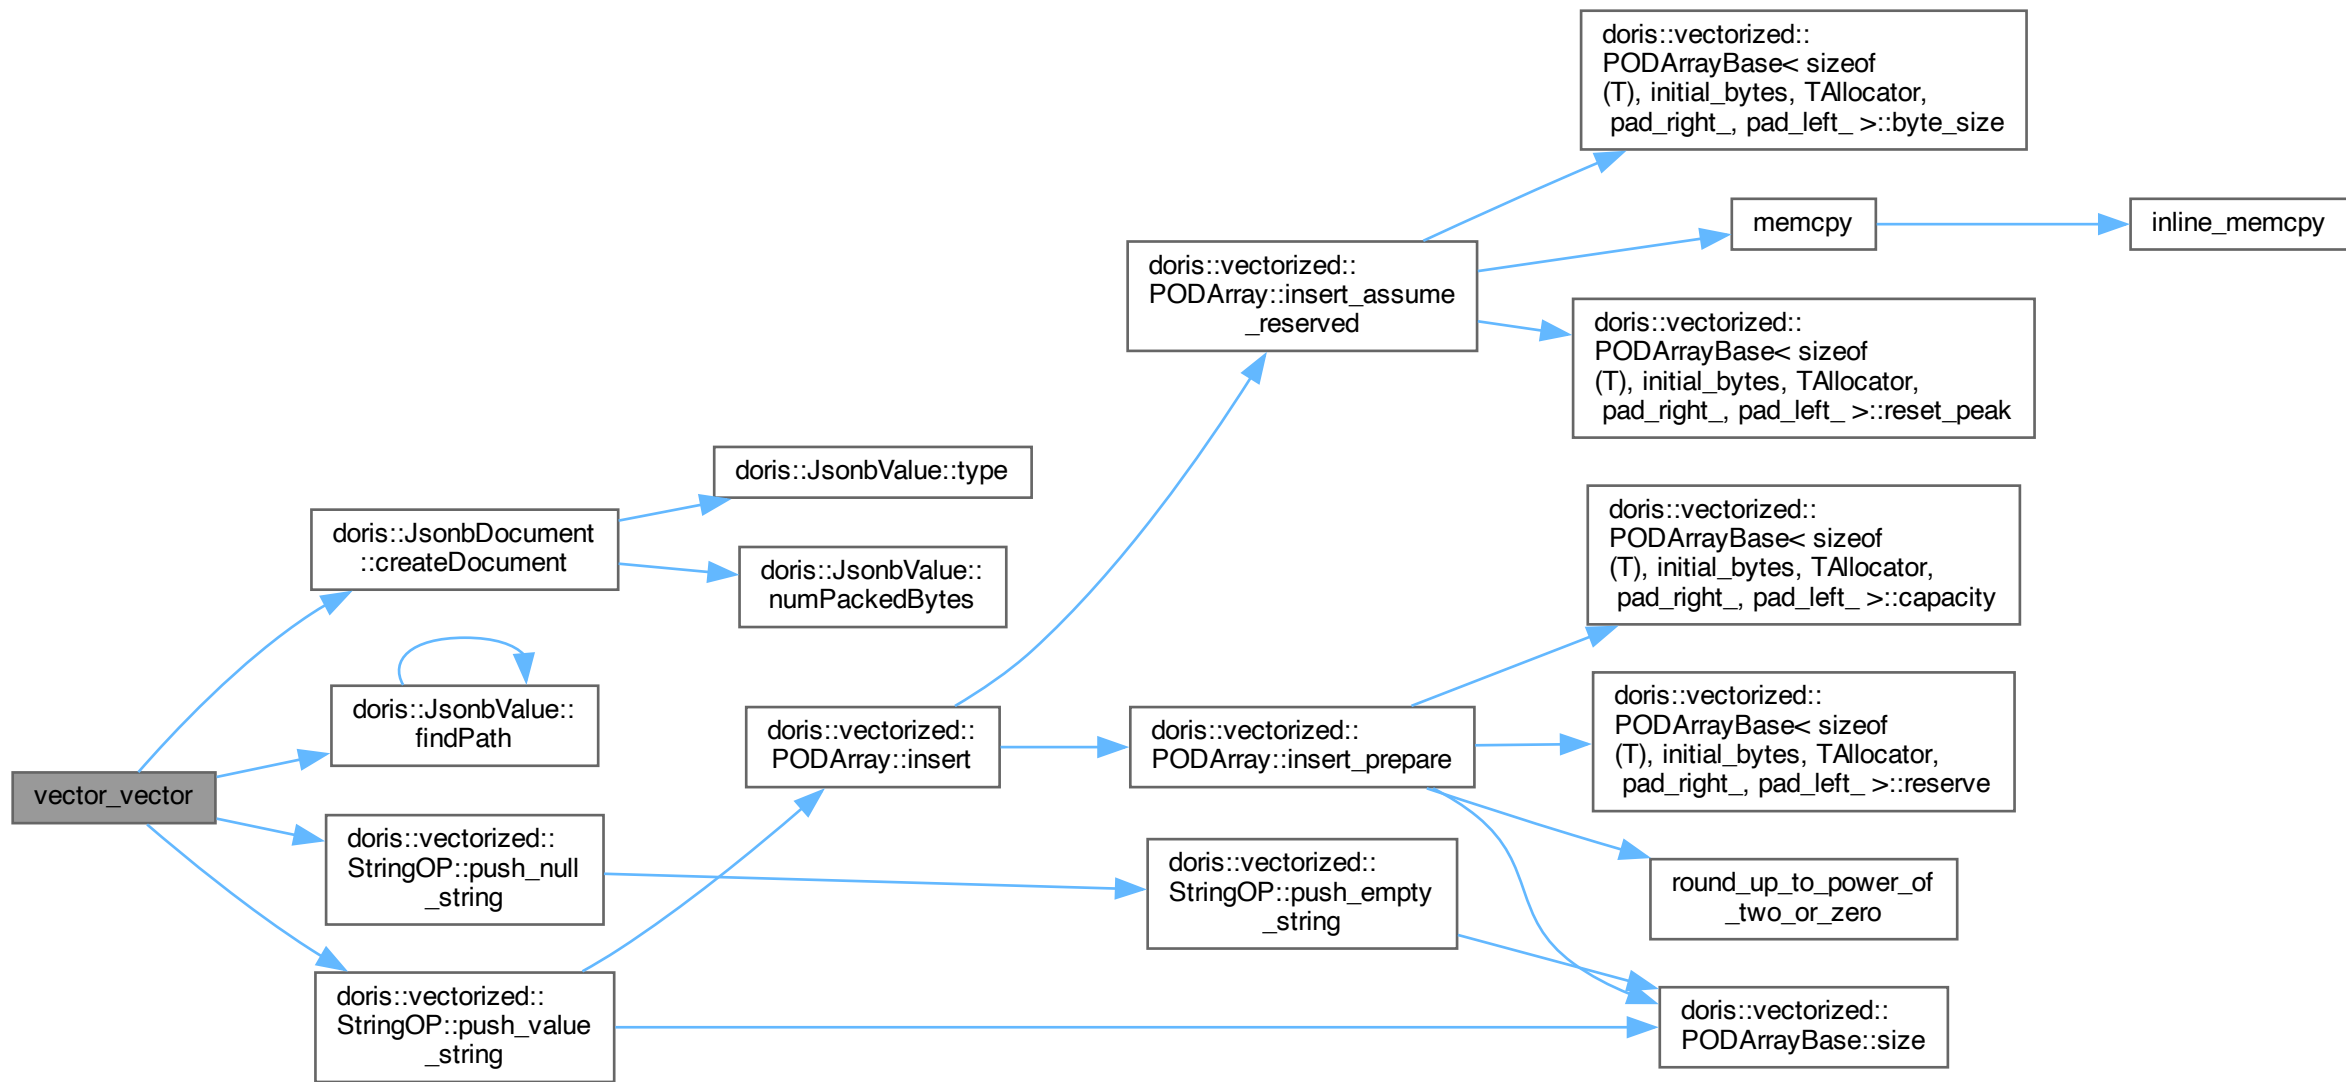 vector_vector
doris::JsonbDocument
::createDocument
doris::JsonbValue::type
doris::JsonbValue::
numPackedBytes
doris::JsonbValue::
findPath
doris::vectorized::
StringOP::push_null
_string
doris::vectorized::
StringOP::push_value
_string
doris::vectorized::
PODArray::insert
doris::vectorized::
PODArray::insert_assume
_reserved
doris::vectorized::
PODArrayBase< sizeof
(T), initial_bytes, TAllocator,
pad_right_, pad_left_ >::byte_size
memcpy
inline_memcpy
doris::vectorized::
PODArrayBase< sizeof
(T), initial_bytes, TAllocator,
pad_right_, pad_left_ >::reset_peak
doris::vectorized::
PODArray::insert_prepare
doris::vectorized::
PODArrayBase< sizeof
(T), initial_bytes, TAllocator,
pad_right_, pad_left_ >::capacity
doris::vectorized::
PODArrayBase< sizeof
(T), initial_bytes, TAllocator,
pad_right_, pad_left_ >::reserve
round_up_to_power_of
_two_or_zero
doris::vectorized::
StringOP::push_empty
_string
doris::vectorized::
PODArrayBase::size